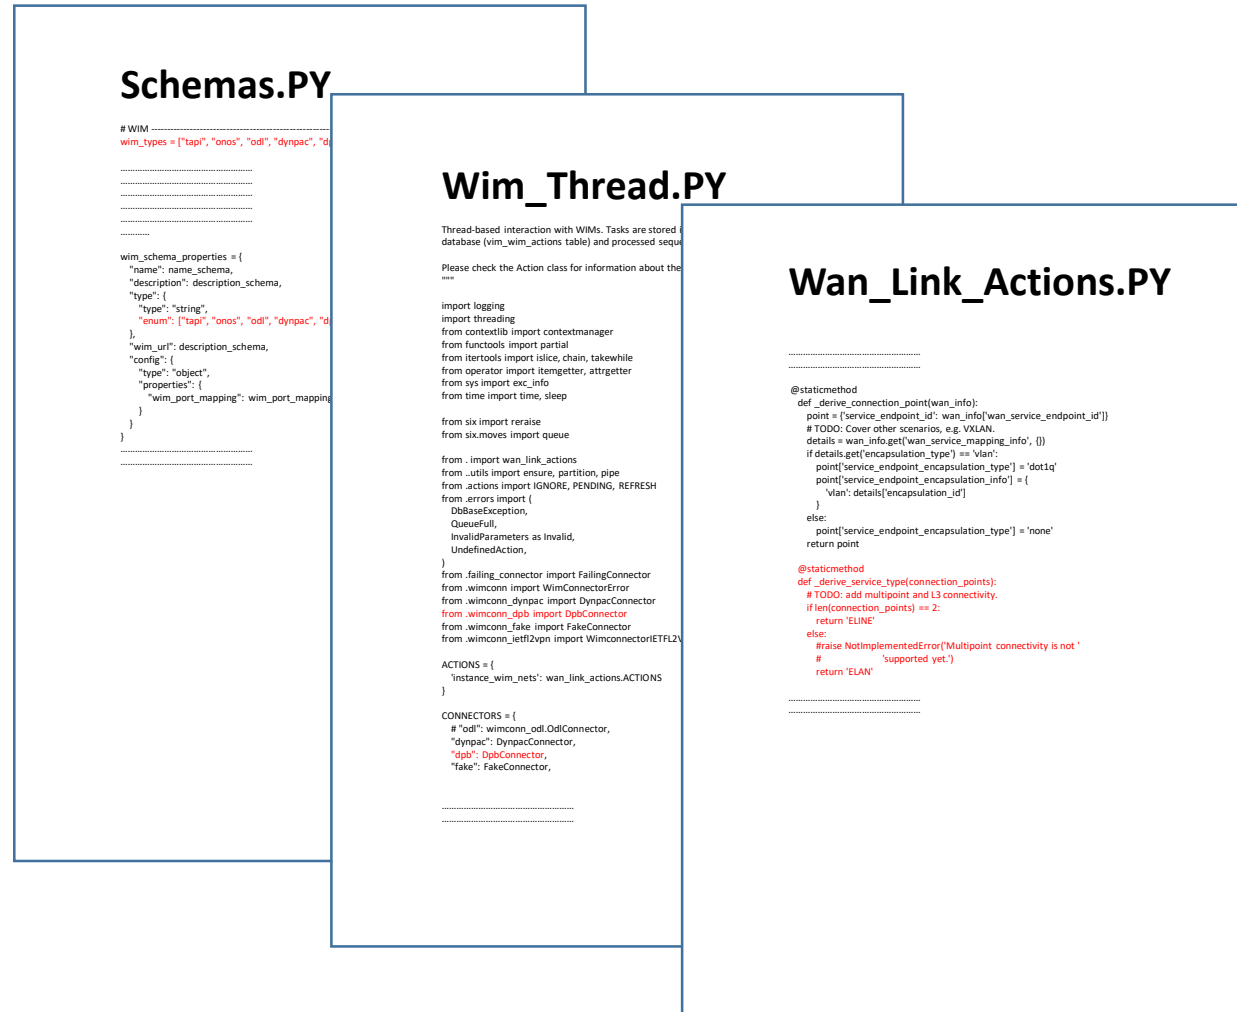 Schemas.PY
# WIM ------------------------------------------------------
wim_types = ["tapi", "onos", "odl", "dynpac", "d
......................................................
......................................................
......................................................
......................................................
......................................................
............
wim_schema_properties = {
"name": name_schema,
"description": description_schema,
"type": {
"type": "string",
"enum": ["tapi", "onos", "odl", "dynpac", "d
},
"wim_url": description_schema,
"config": {
"type": "object",
"properties": {
"wim_port_mapping": wim_port_mapping
}
}
}
......................................................
......................................................
Wim_Thread.PY
Thread-based interaction with WIMs. Tasks are stored i
database (vim_wim_actions table) and processed sequ
Please check the Action class for information about the
"""
import logging
import threading
from contextlib import contextmanager
from functools import partial
from itertools import islice, chain, takewhile
from operator import itemgetter, attrgetter
from sys import exc_info
from time import time, sleep
from six import reraise
from six.moves import queue
from . import wan_link_actions
from ..utils import ensure, partition, pipe
from .actions import IGNORE, PENDING, REFRESH
from .errors import (
DbBaseException,
QueueFull,
InvalidParameters as Invalid,
UndefinedAction,
)
from .failing_connector import FailingConnector
from .wimconn import WimConnectorError
from .wimconn_dynpac import DynpacConnector
from .wimconn_dpb import DpbConnector
from .wimconn_fake import FakeConnector
from .wimconn_ietfl2vpn import WimconnectorIETFL2V
ACTIONS = {
'instance_wim_nets': wan_link_actions.ACTIONS
}
CONNECTORS = {
# "odl": wimconn_odl.OdlConnector,
"dynpac": DynpacConnector,
"dpb": DpbConnector,
"fake": FakeConnector,
......................................................
......................................................
Wan_Link_Actions.PY
......................................................
......................................................
@staticmethod
def _derive_connection_point(wan_info):
point = {'service_endpoint_id': wan_info['wan_service_endpoint_id']}
# TODO: Cover other scenarios, e.g. VXLAN.
details = wan_info.get('wan_service_mapping_info', {})
if details.get('encapsulation_type') == 'vlan':
point['service_endpoint_encapsulation_type'] = 'dot1q'
point['service_endpoint_encapsulation_info'] = {
'vlan': details['encapsulation_id']
}
else:
point['service_endpoint_encapsulation_type'] = 'none'
return point
@staticmethod
def _derive_service_type(connection_points):
# TODO: add multipoint and L3 connectivity.
if len(connection_points) == 2:
return 'ELINE'
else:
#raise NotImplementedError('Multipoint connectivity is not '
# 'supported yet.')
return 'ELAN'
......................................................
......................................................